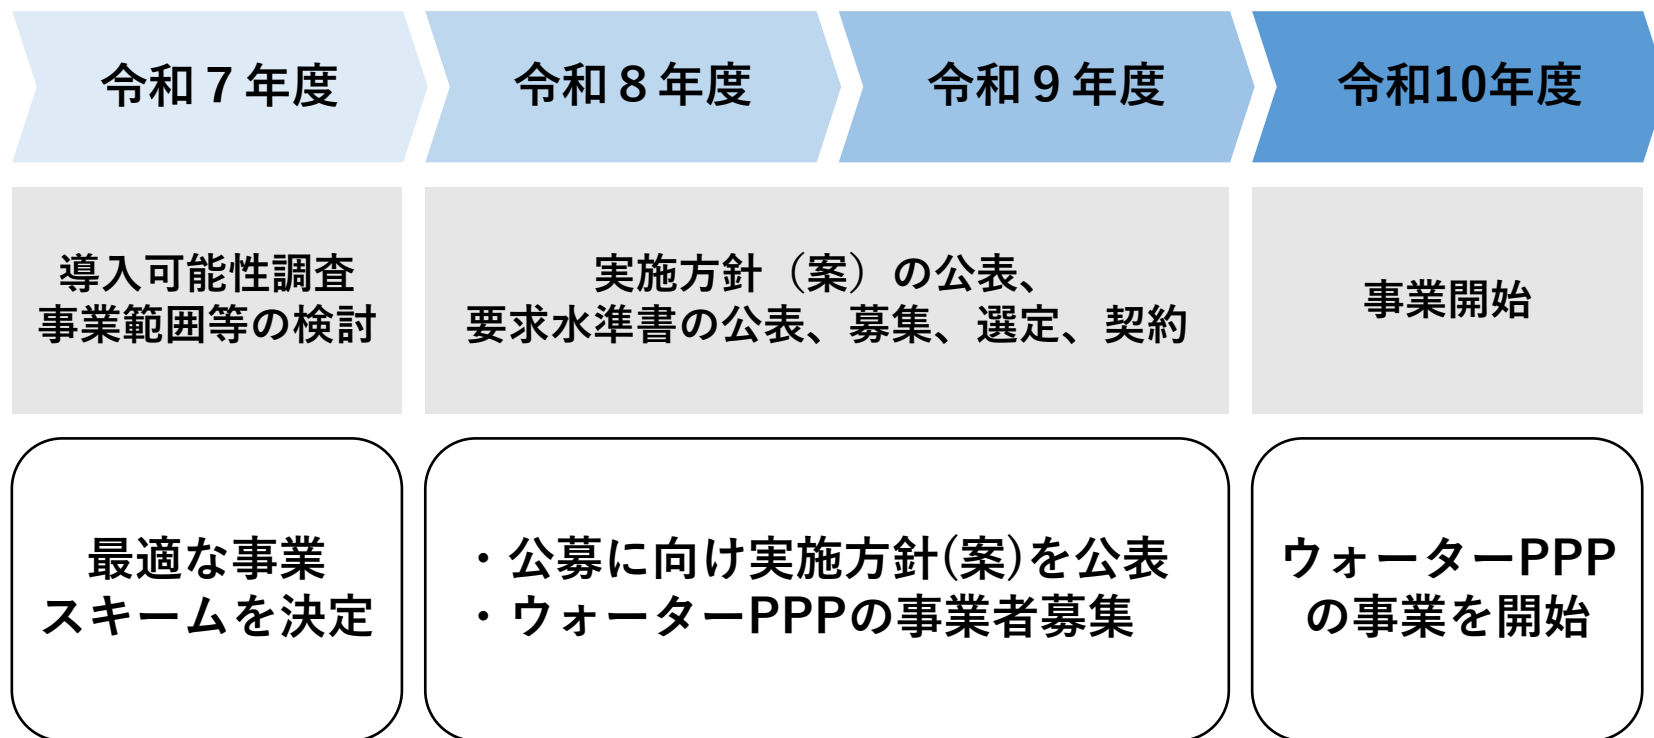 令和７年度
令和８年度
令和９年度
令和10年度
導入可能性調査
事業範囲等の検討
実施方針（案）の公表、
要求水準書の公表、募集、選定、契約
事業開始
最適な事業
スキームを決定
・公募に向け実施方針(案)を公表
・ウォーターPPPの事業者募集
ウォーターPPP
の事業を開始